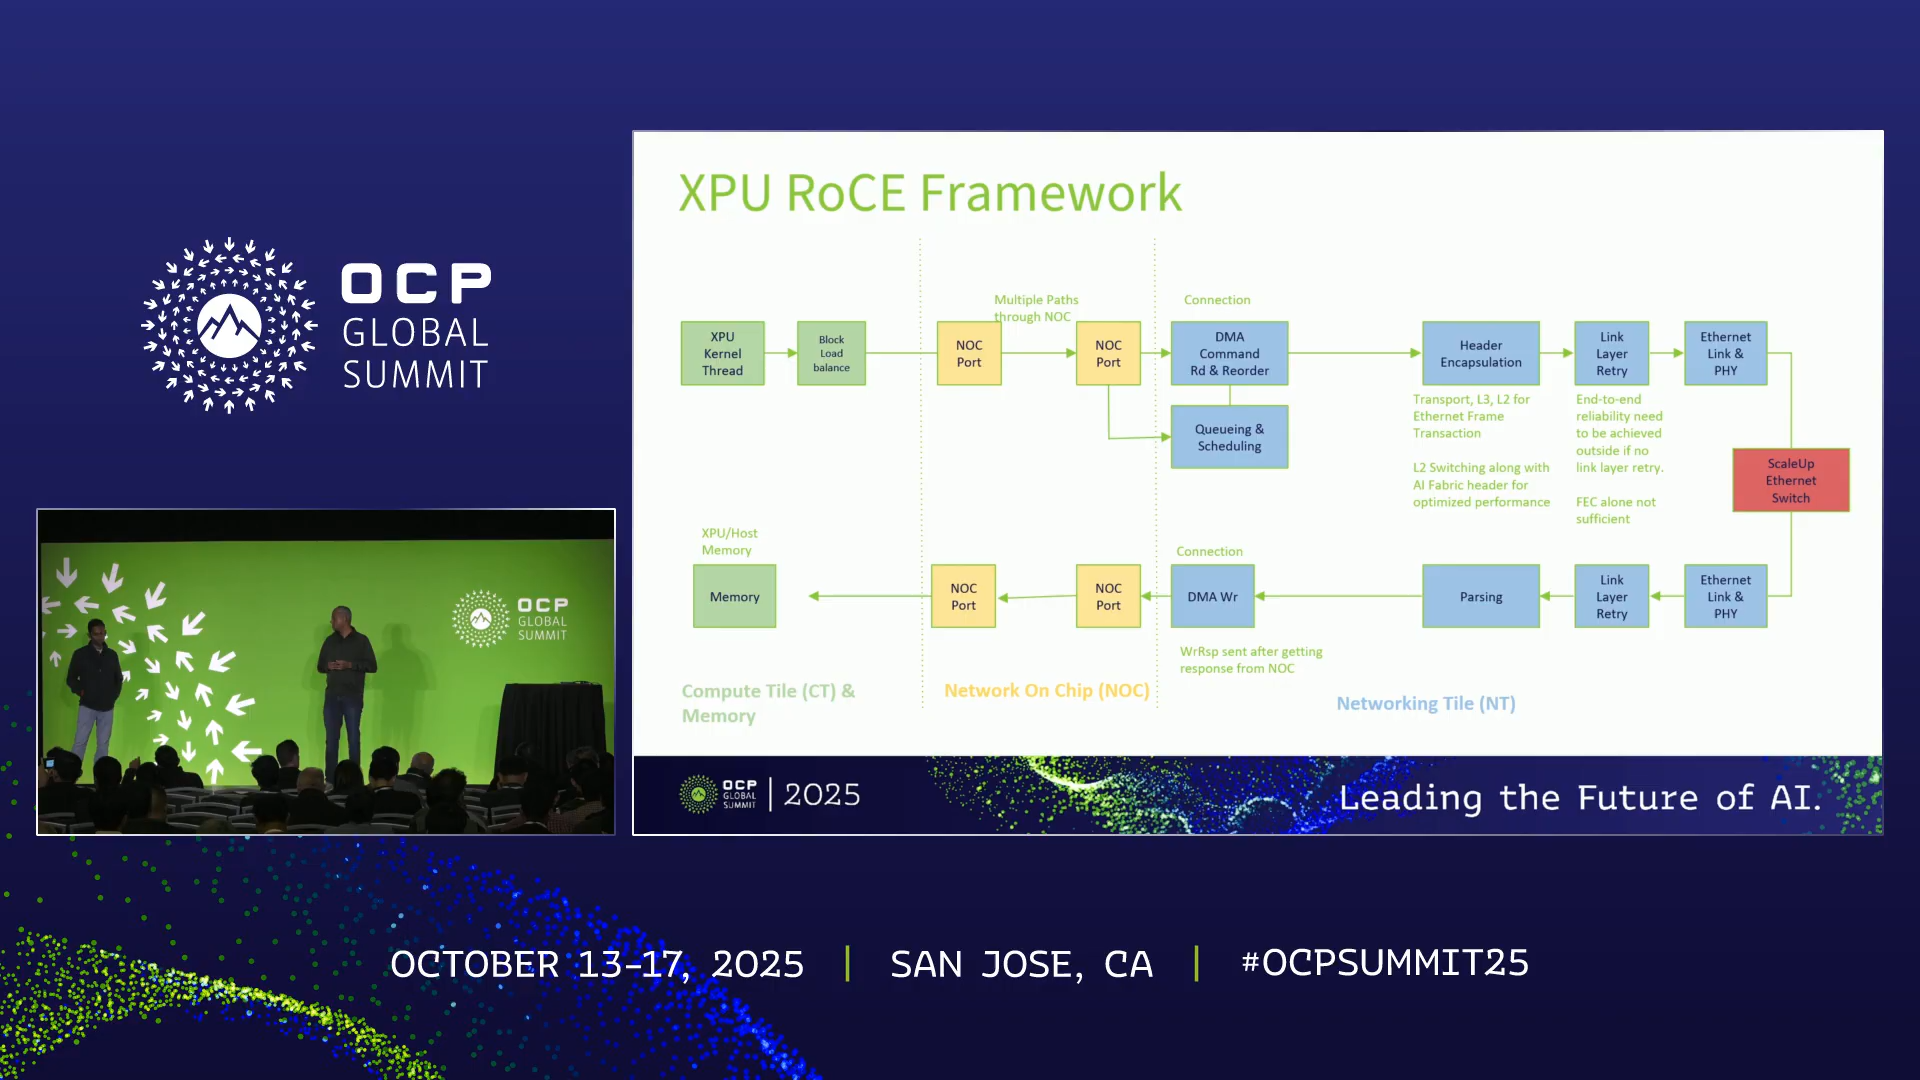 OCP
GLOBAL
SUMMIT
OCP
GLOBAL
SUMMIT
XPU RoCE Framework
Multiple Paths
through NOC
Connection
XPU
Kernel
Thread
Block
Load
balance
NOC
Port
NOC
Port
DMA
Command
Rd & Reorder
Header
Encapsulation
Link
Layer
Retry
Ethernet
Link &
PHY
Queueing &
Scheduling
Transport, L3, L2 for
Ethernet Frame
Transaction
L2 Switching along with
AI Fabric header for
optimized performance
End-to-end
reliability need
to be achieved
outside if no
link layer retry.
FEC alone not
sufficient
ScaleUp
Ethernet
Switch
XPU/Host
Memory
Connection
Memory
NOC
Port
NOC
Port
DMA Wr
Parsing
Link
Layer
Retry
Ethernet
Link &
PHY
WrRsp sent after getting
response from NOC
Compute Tile (CT) &
Memory
Network On Chip (NOC)
Networking Tile (NT)
OCP
GLOBAL
SUMMIT
2025
Leading the Future of AI.
OCTOBER 13-17, 2025 | SAN JOSE, CA | #OCPSUMMIT25